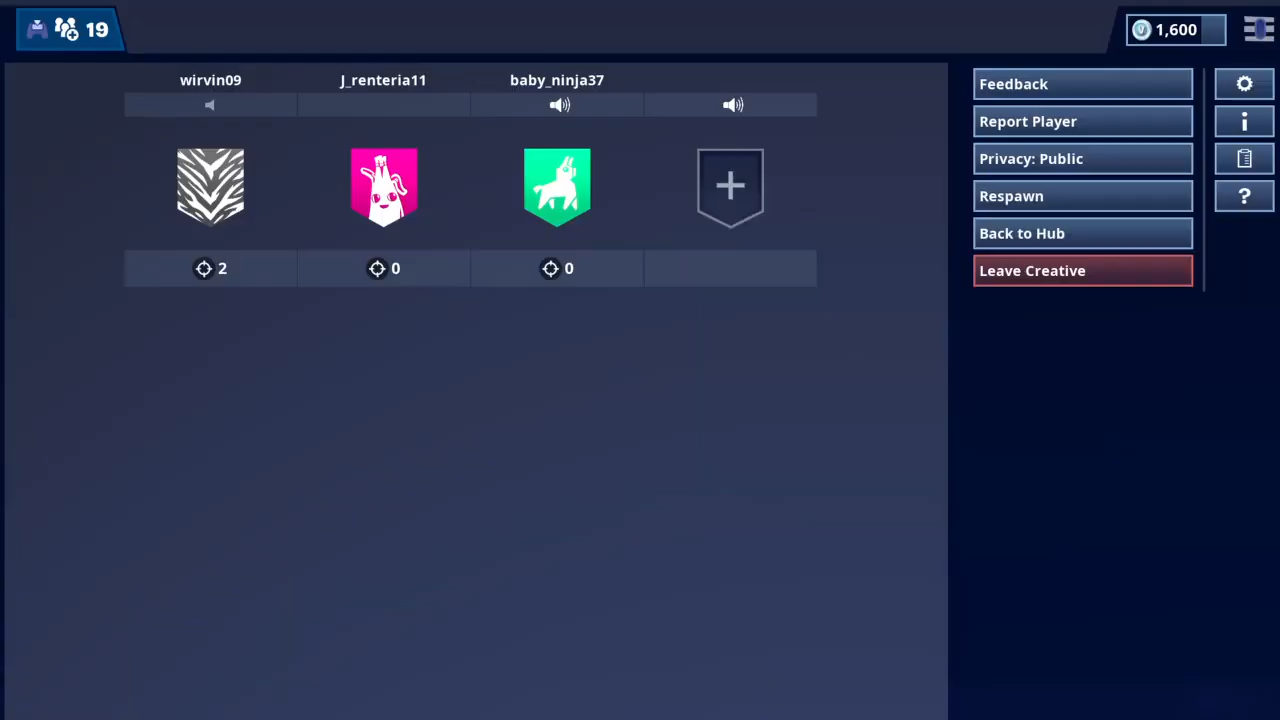 19
1,600
wirvin09
J_renteria11
baby_ninja37
2
0
0
Feedback
Report Player
Privacy: Public
Respawn
Back to Hub
Leave Creative
i
?